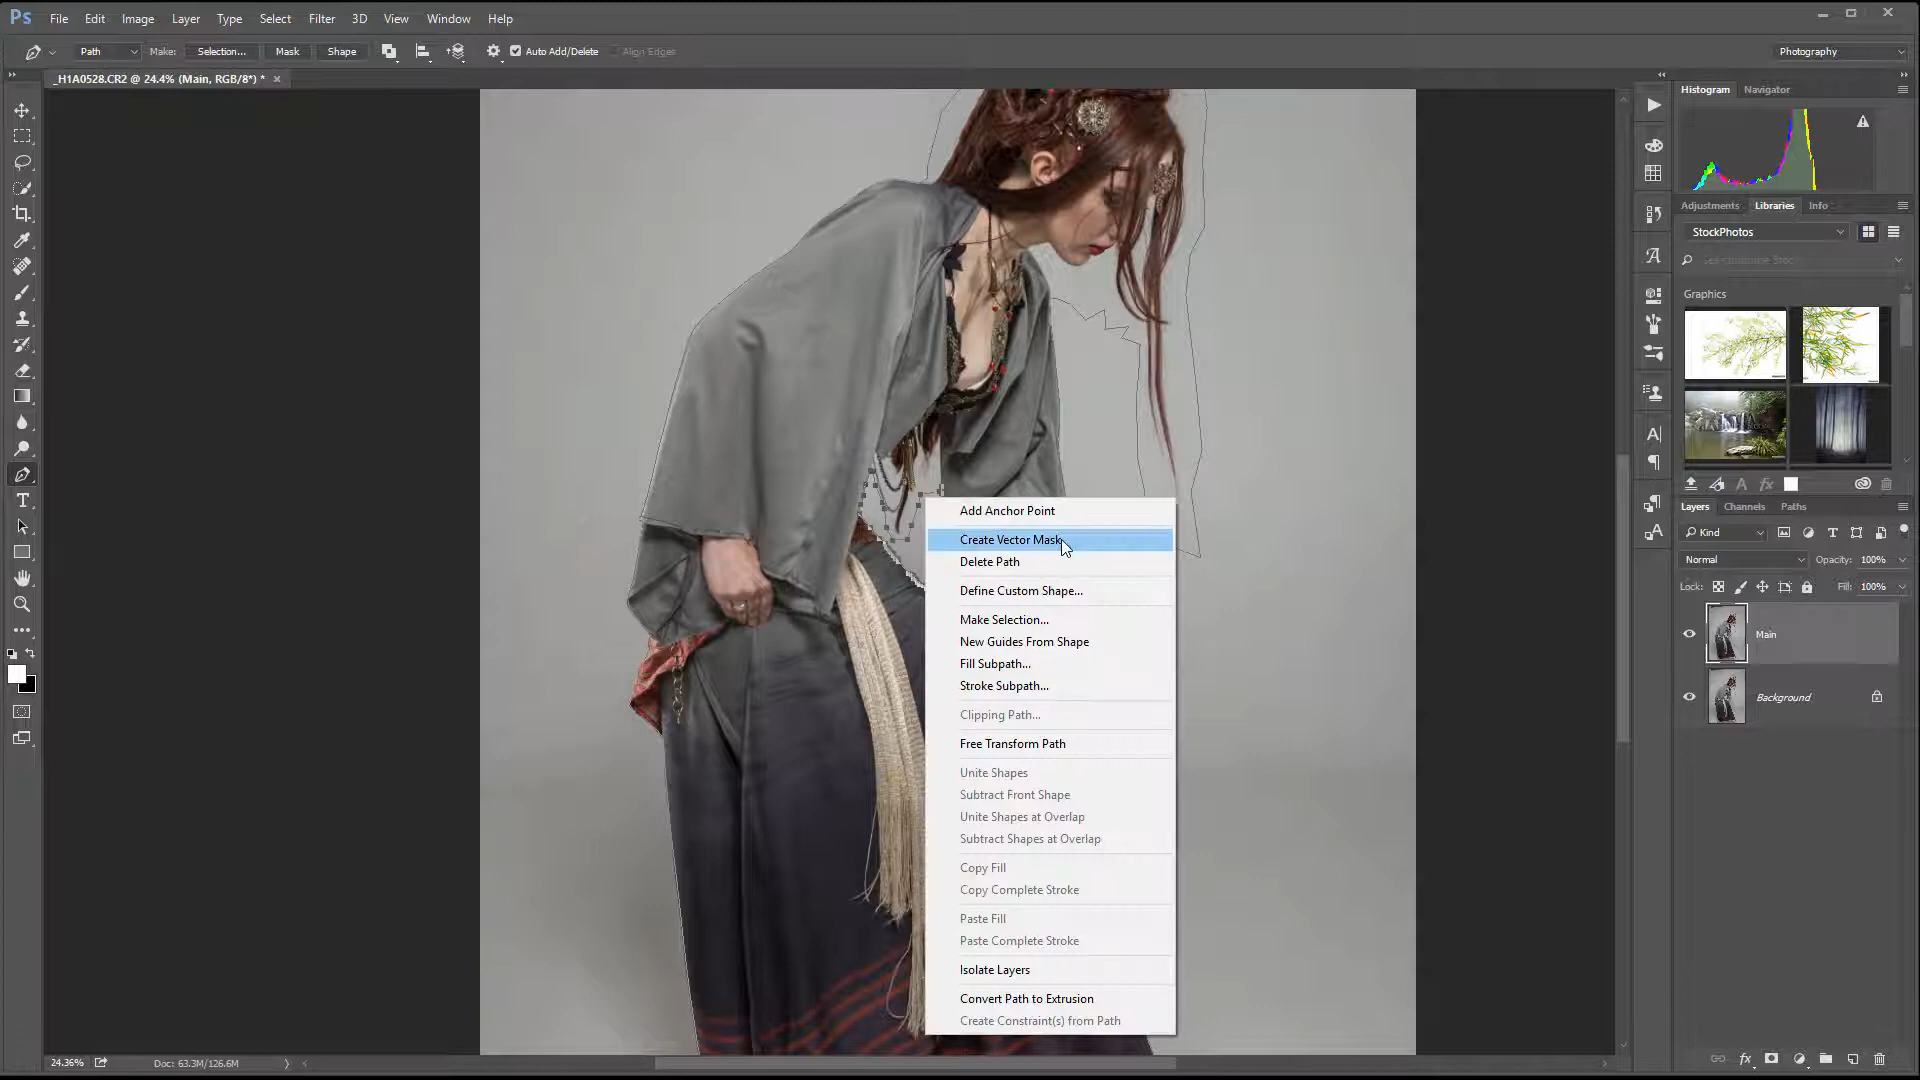 Ps File Edit Image Layer Type Select Filter 3D View Window Help
Path Make: Selection... Mask Shape Auto Add/Delete Align Edges Photography
_H1A0528.CR2 @ 24.4% (Main, RGB/8*) *
Histogram Navigator
Adjustments Libraries Info
StockPhotos
Graphics
Layers Channels Paths
Kind
Normal Opacity: 100%
Lock: Fill: 100%
Main
Background
Add Anchor Point
Create Vector Mask
Delete Path
Define Custom Shape...
Make Selection...
New Guides From Shape
Fill Subpath...
Stroke Subpath...
Clipping Path...
Free Transform Path
Unite Shapes
Subtract Front Shape
Unite Shapes at Overlap
Subtract Shapes at Overlap
Copy Fill
Copy Complete Stroke
Paste Fill
Paste Complete Stroke
Isolate Layers
Convert Path to Extrusion
Create Constraint(s) from Path
24.36% Doc: 63.3M/126.6M